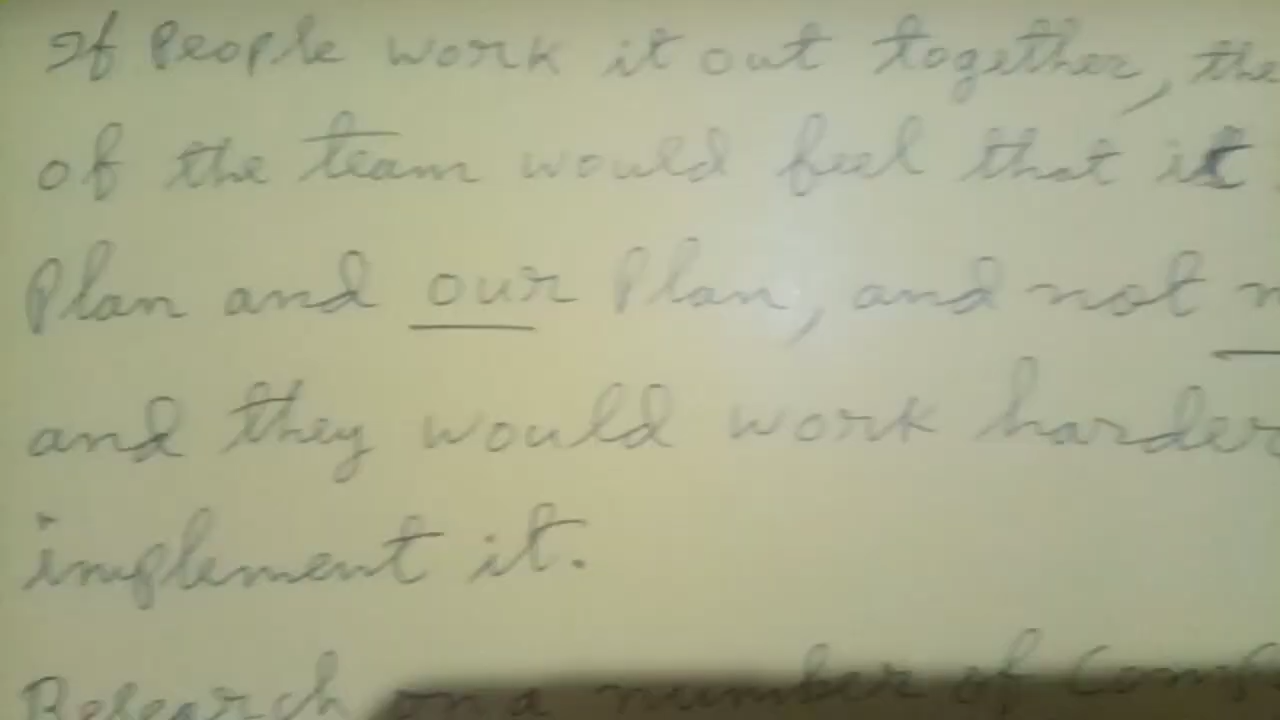 If People work it out together, the
of the team would feel that it
Plan and our Plan, and not
and they would work harder
implement it.
Research on a number of